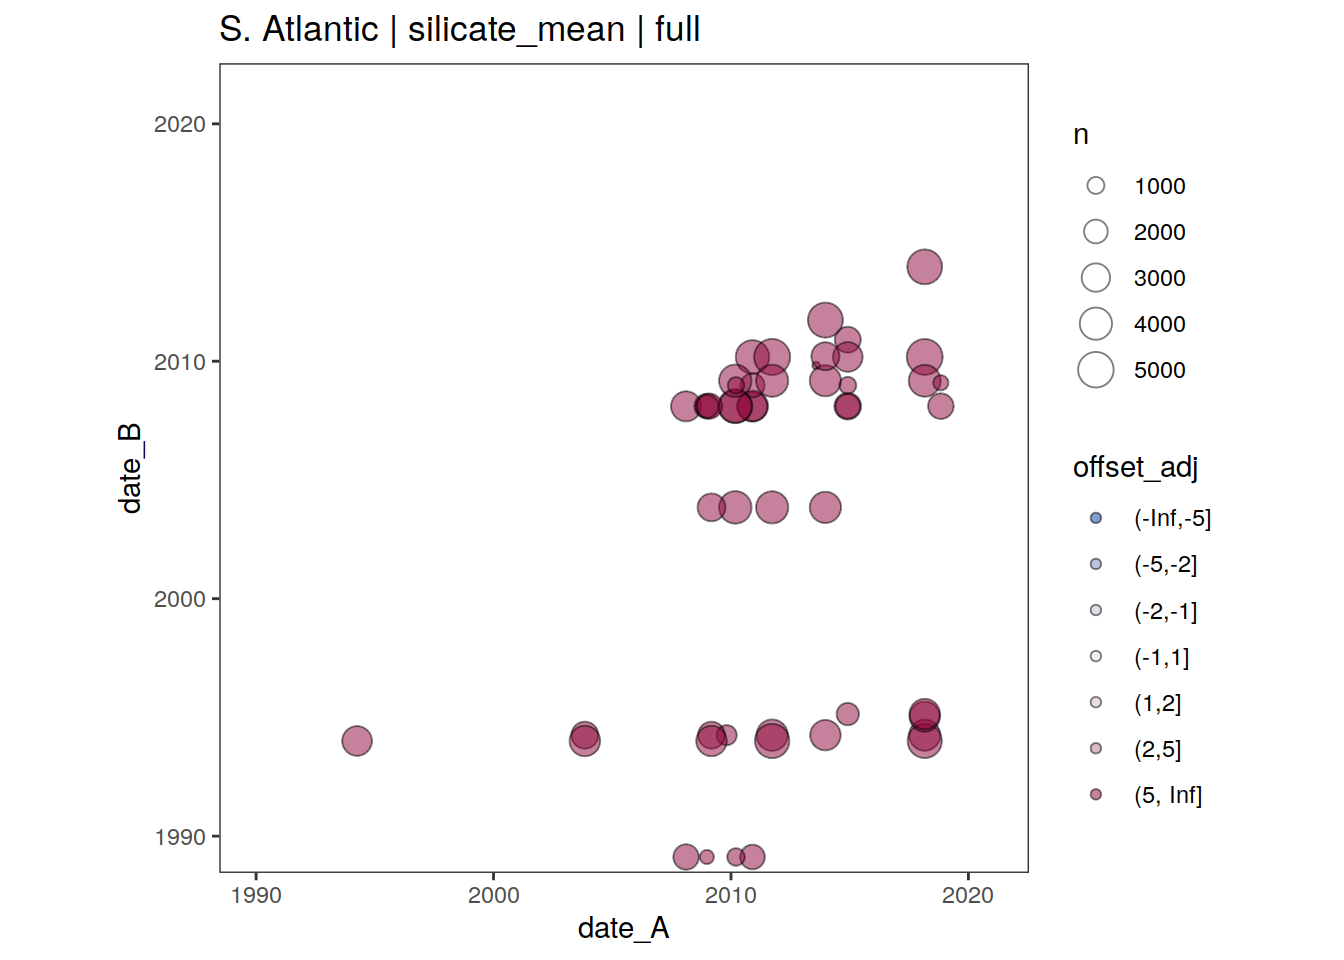 S. Atlantic | silicate_mean | full
2020
2010
2000
1990
date_B
1990
2000
2010
2020
date_A
n
1000
2000
3000
4000
5000
offset_adj
(-Inf,-5]
(-5,-2]
(-2,-1]
(-1,1]
(1,2]
(2,5]
(5, Inf]